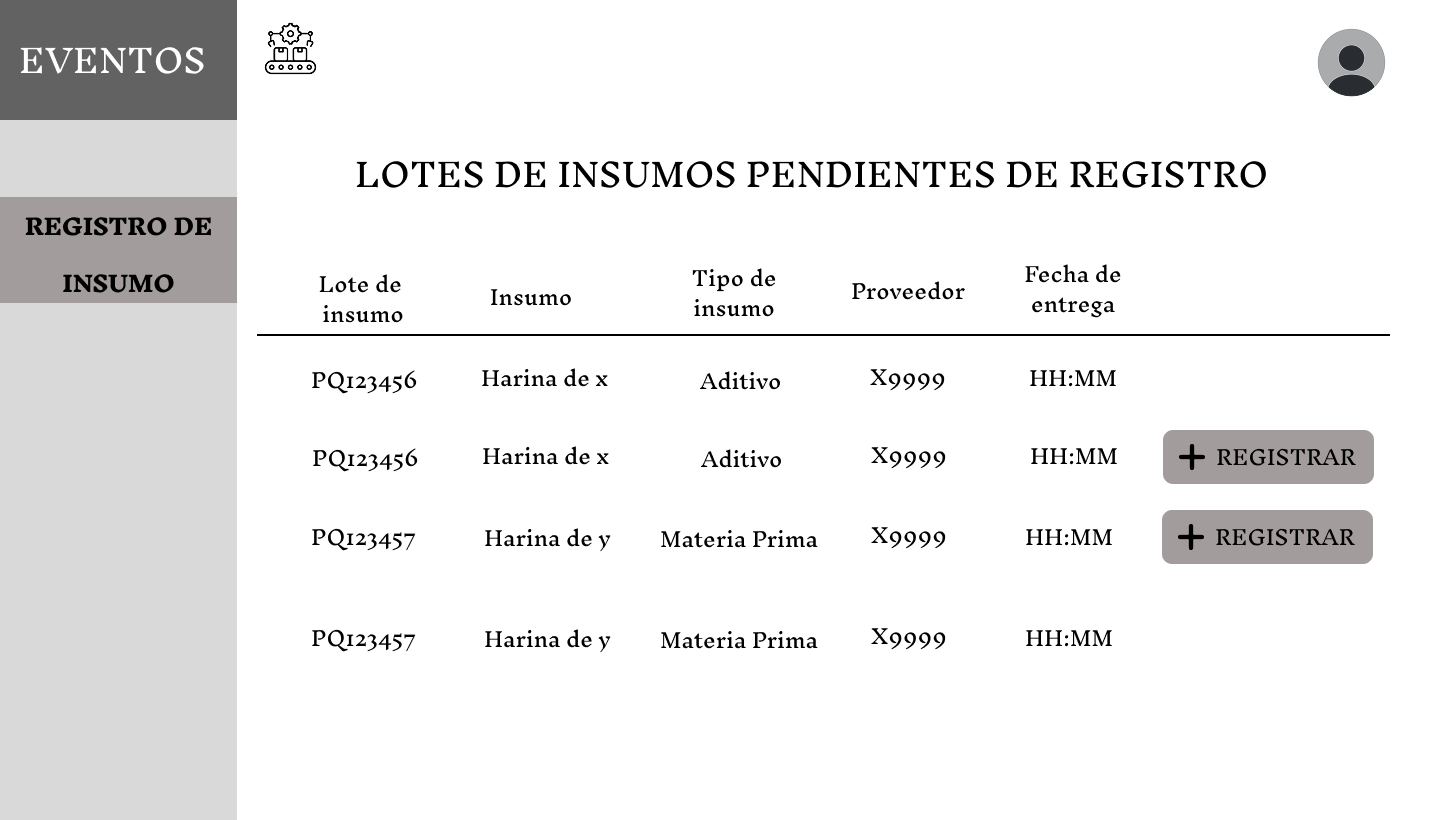 EVENTOS
REGISTRO DE
INSUMO
LOTES DE INSUMOS PENDIENTES DE REGISTRO
Lote de insumo Insumo Tipo de insumo Proveedor Fecha de entrega
PQ123456 Harina de x Aditivo X9999 HH:MM
PQ123456 Harina de x Aditivo X9999 HH:MM REGISTRAR
PQ123457 Harina de y Materia Prima X9999 HH:MM REGISTRAR
PQ123457 Harina de y Materia Prima X9999 HH:MM